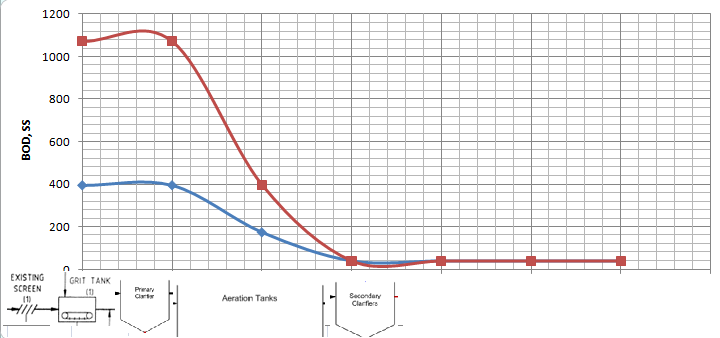 1200
1000
800
600
400
200
0
BOD, SS
EXISTING
SCREEN
(1)
GRIT TANK
(1)
Primary
Clarifier
Aeration Tanks
Secondary
Clarifiers